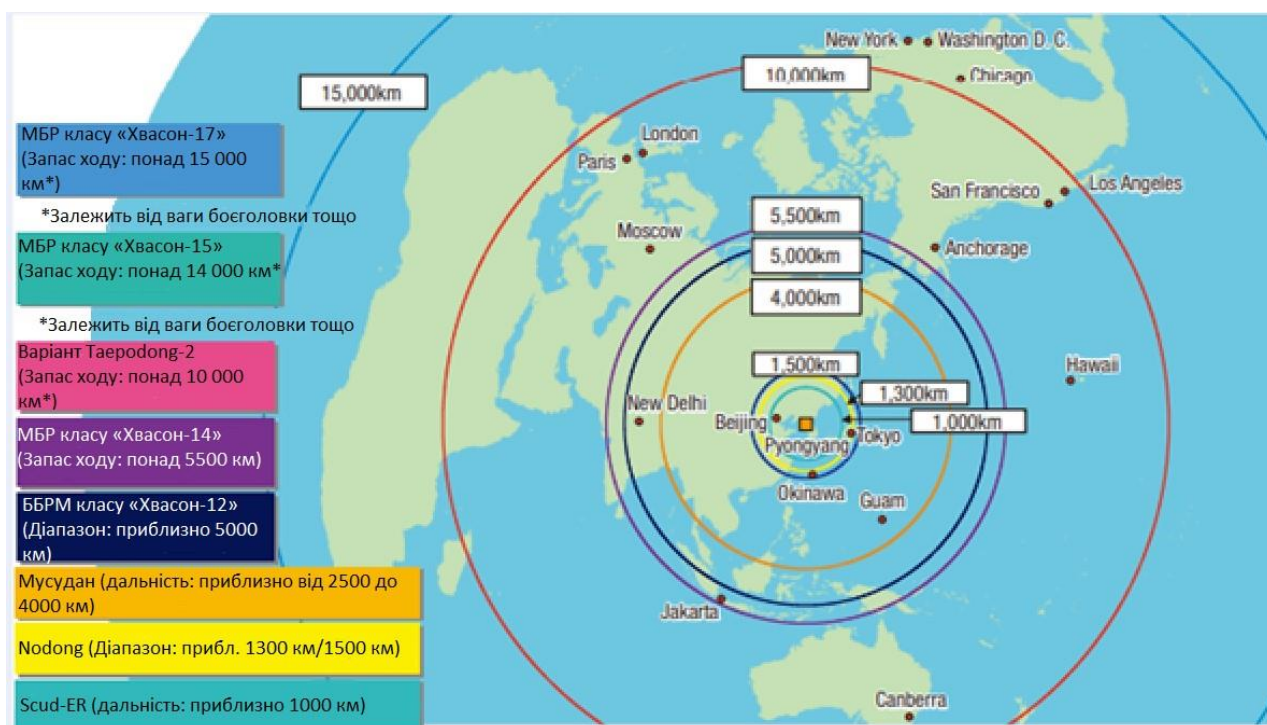 МБР класу «Хвасон-17»
(Запас ходу: понад 15 000
км*)
*Залежить від ваги боєголовки тощо
МБР класу «Хвасон-15»
(Запас ходу: понад 14 000 км*
*Залежить від ваги боєголовки тощо
Варіант Taepodong-2
(Запас ходу: понад 10 000
км*)
МБР класу «Хвасон-14»
(Запас ходу: понад 5500 км)
ББРМ класу «Хвасон-12»
(Діапазон: приблизно 5000
км)
Мусудан (дальність: приблизно від 2500 до
4000 км)
Nodong (Діапазон: прибл. 1300 км/1500 км)
Scud-ER (дальність: приблизно 1000 км)
New York
Washington D. C.
Chicago
10,000km
15,000km
London
Paris
San Francisco
Los Angeles
5,500km
Moscow
Anchorage
5,000km
4,000km
1,500km
Hawaii
1,300km
New Delhi
Beijing
1,000km
Pyongyang
Tokyo
Okinawa
Guam
Jakarta
Canberra